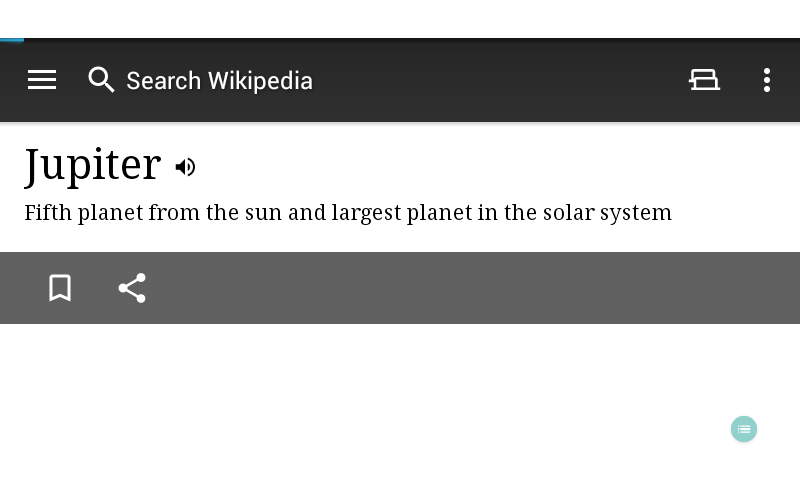 Search Wikipedia
Jupiter
Fifth planet from the sun and largest planet in the solar system